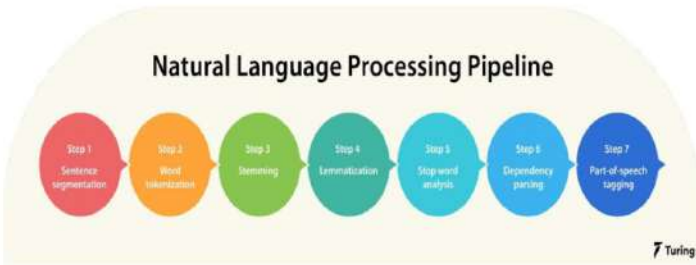 Natural Language Processing Pipeline
Step 1
Sentence
segmentation
Step 2
Word
tokenization
Step 3
Stemming
Step 4
Lemmatization
Step 5
Stop word
analysis
Step 6
Dependency
parsing
Step 7
Part-of-speech
tagging
Turing